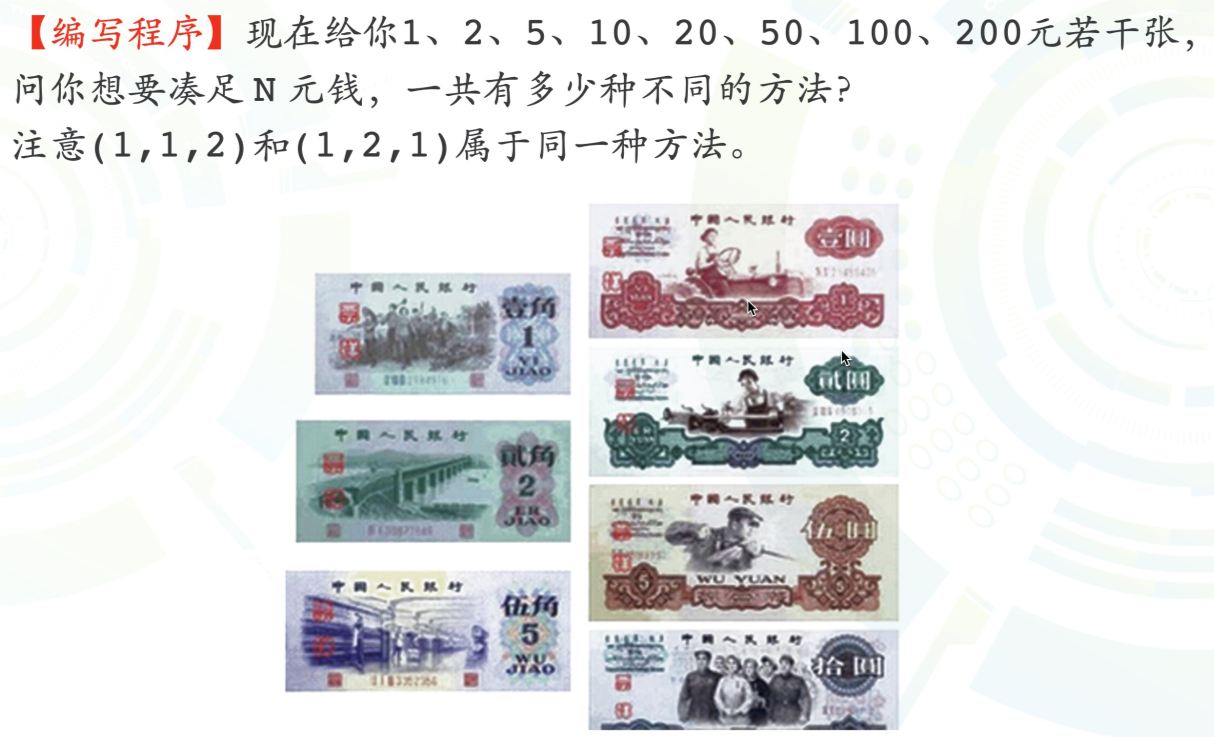 【编写程序】现在给你1、2、5、10、20、50、100、200元若干张，
问你想要凑足 N 元钱，一共有多少种不同的方法?
注意(1,1,2)和(1,2,1)属于同一种方法。
中国人民银行
壹圆
中国人民银行
壹角
1
YI
JIAO
中国人民银行
贰圆
2
中国人民银行
贰角
2
ER
JIAO
中国人民银行
伍圆
5
WU YUAN
中国人民银行
伍角
5
WU
JIAO
中国人民银行
拾圆